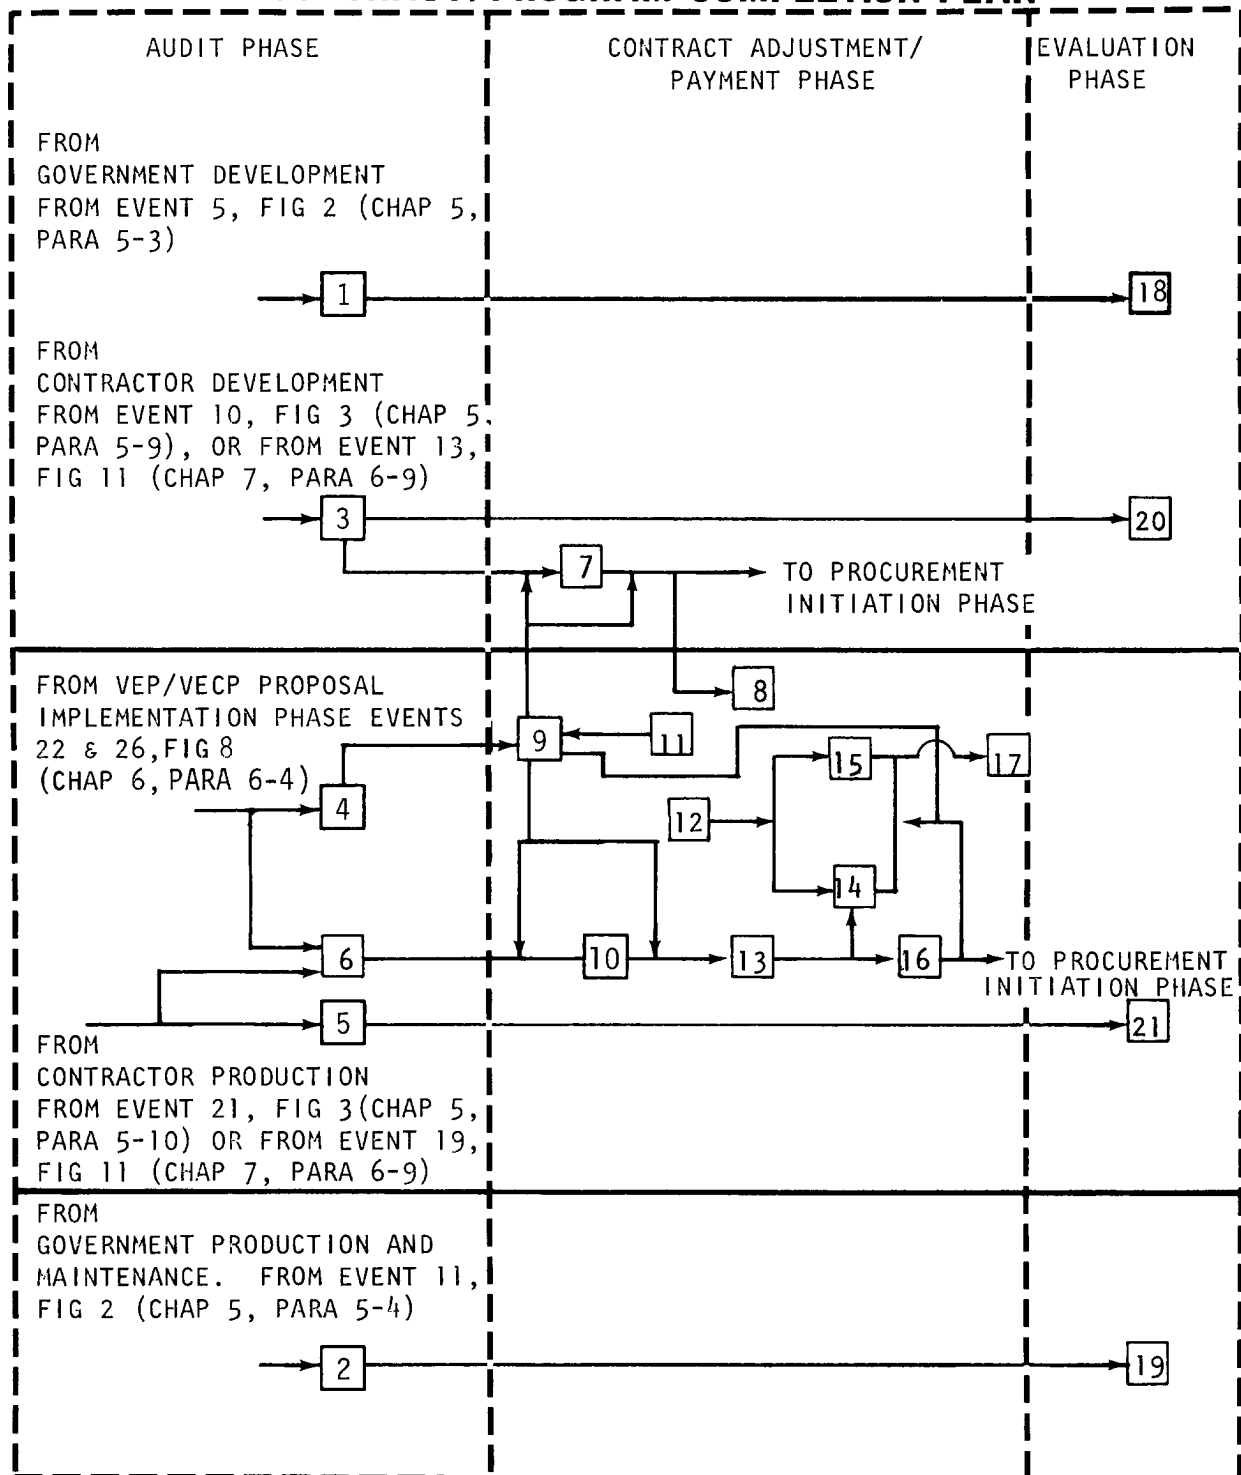 PROGRAM COMPLETION PLAN
AUDIT PHASE
CONTRACT ADJUSTMENT/
PAYMENT PHASE
EVALUATION
PHASE
FROM
GOVERNMENT DEVELOPMENT
FROM EVENT 5, FIG 2 (CHAP 5,
PARA 5-3)
1
18
FROM
CONTRACTOR DEVELOPMENT
FROM EVENT 10, FIG 3 (CHAP 5,
PARA 5-9), OR FROM EVENT 13,
FIG 11 (CHAP 7, PARA 6-9)
3
20
7
TO PROCUREMENT
INITIATION PHASE
8
FROM VEP/VECP PROPOSAL
IMPLEMENTATION PHASE EVENTS
22 & 26, FIG 8
(CHAP 6, PARA 6-4)
9
11
15
17
4
12
14
6
10
13
16
TO PROCUREMENT
INITIATION PHASE
5
21
FROM
CONTRACTOR PRODUCTION
FROM EVENT 21, FIG 3(CHAP 5,
PARA 5-10) OR FROM EVENT 19,
FIG 11 (CHAP 7, PARA 6-9)
FROM
GOVERNMENT PRODUCTION AND
MAINTENANCE. FROM EVENT 11,
FIG 2 (CHAP 5, PARA 5-4)
2
19